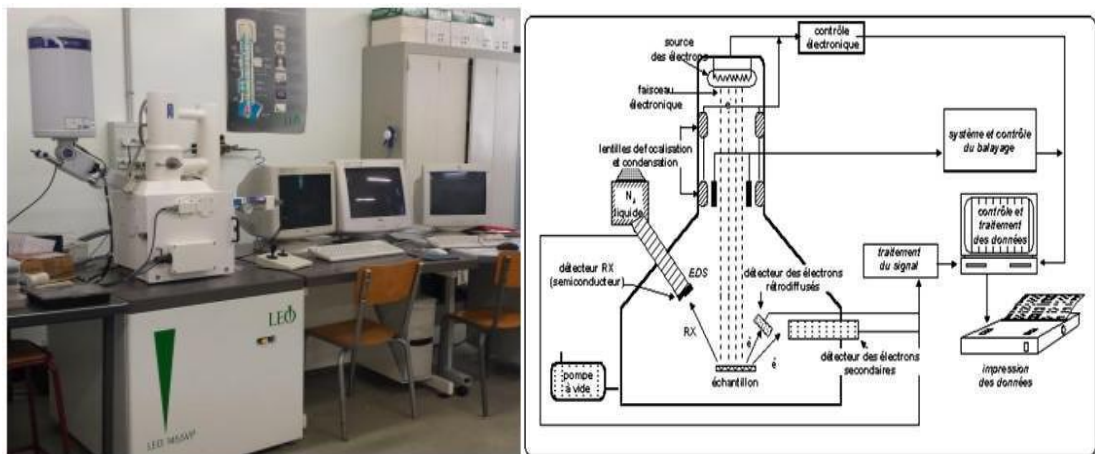 LEO
LEO
source
des électrons
faisceau
électronique
e
contrôle
électronique
lentilles de focalisation
et condensation
système et contrôle
du balayage
N₂
liquide
contrôle et
traitement
des données
EDS
détecteur RX
(semiconducteur)
traitement
du signal
détecteur des électrons
rétrodiffusés
RX
é
é
détecteur des électrons
secondaires
pompe
à vide
échantillon
impression
des données